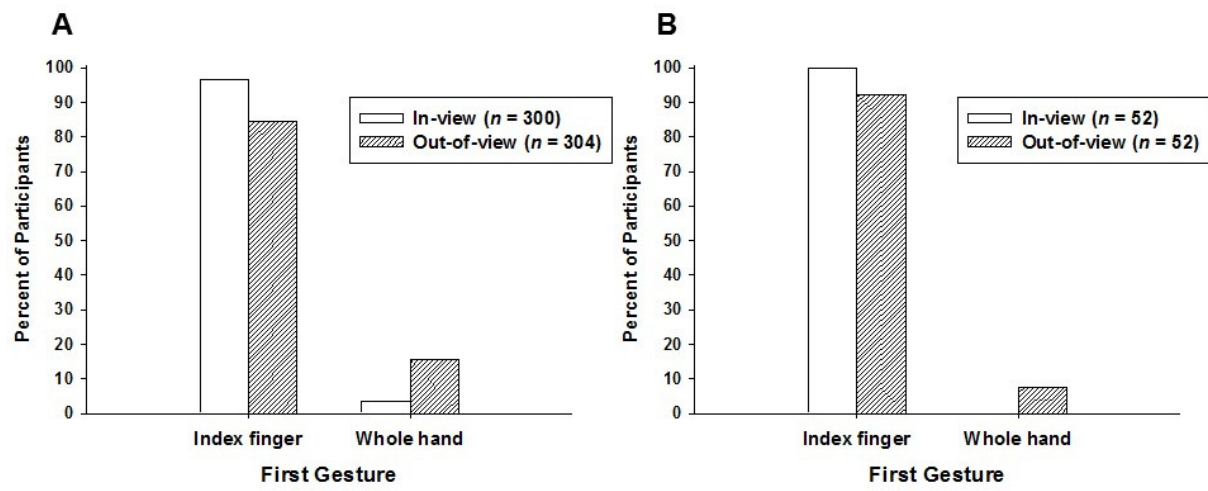 A
Percent of Participants
100
90
80
70
60
50
40
30
20
10
0
In-view (n = 300)
Out-of-view (n = 304)
Index finger
Whole hand
First Gesture
B
Percent of Participants
100
90
80
70
60
50
40
30
20
10
0
In-view (n = 52)
Out-of-view (n = 52)
Index finger
Whole hand
First Gesture